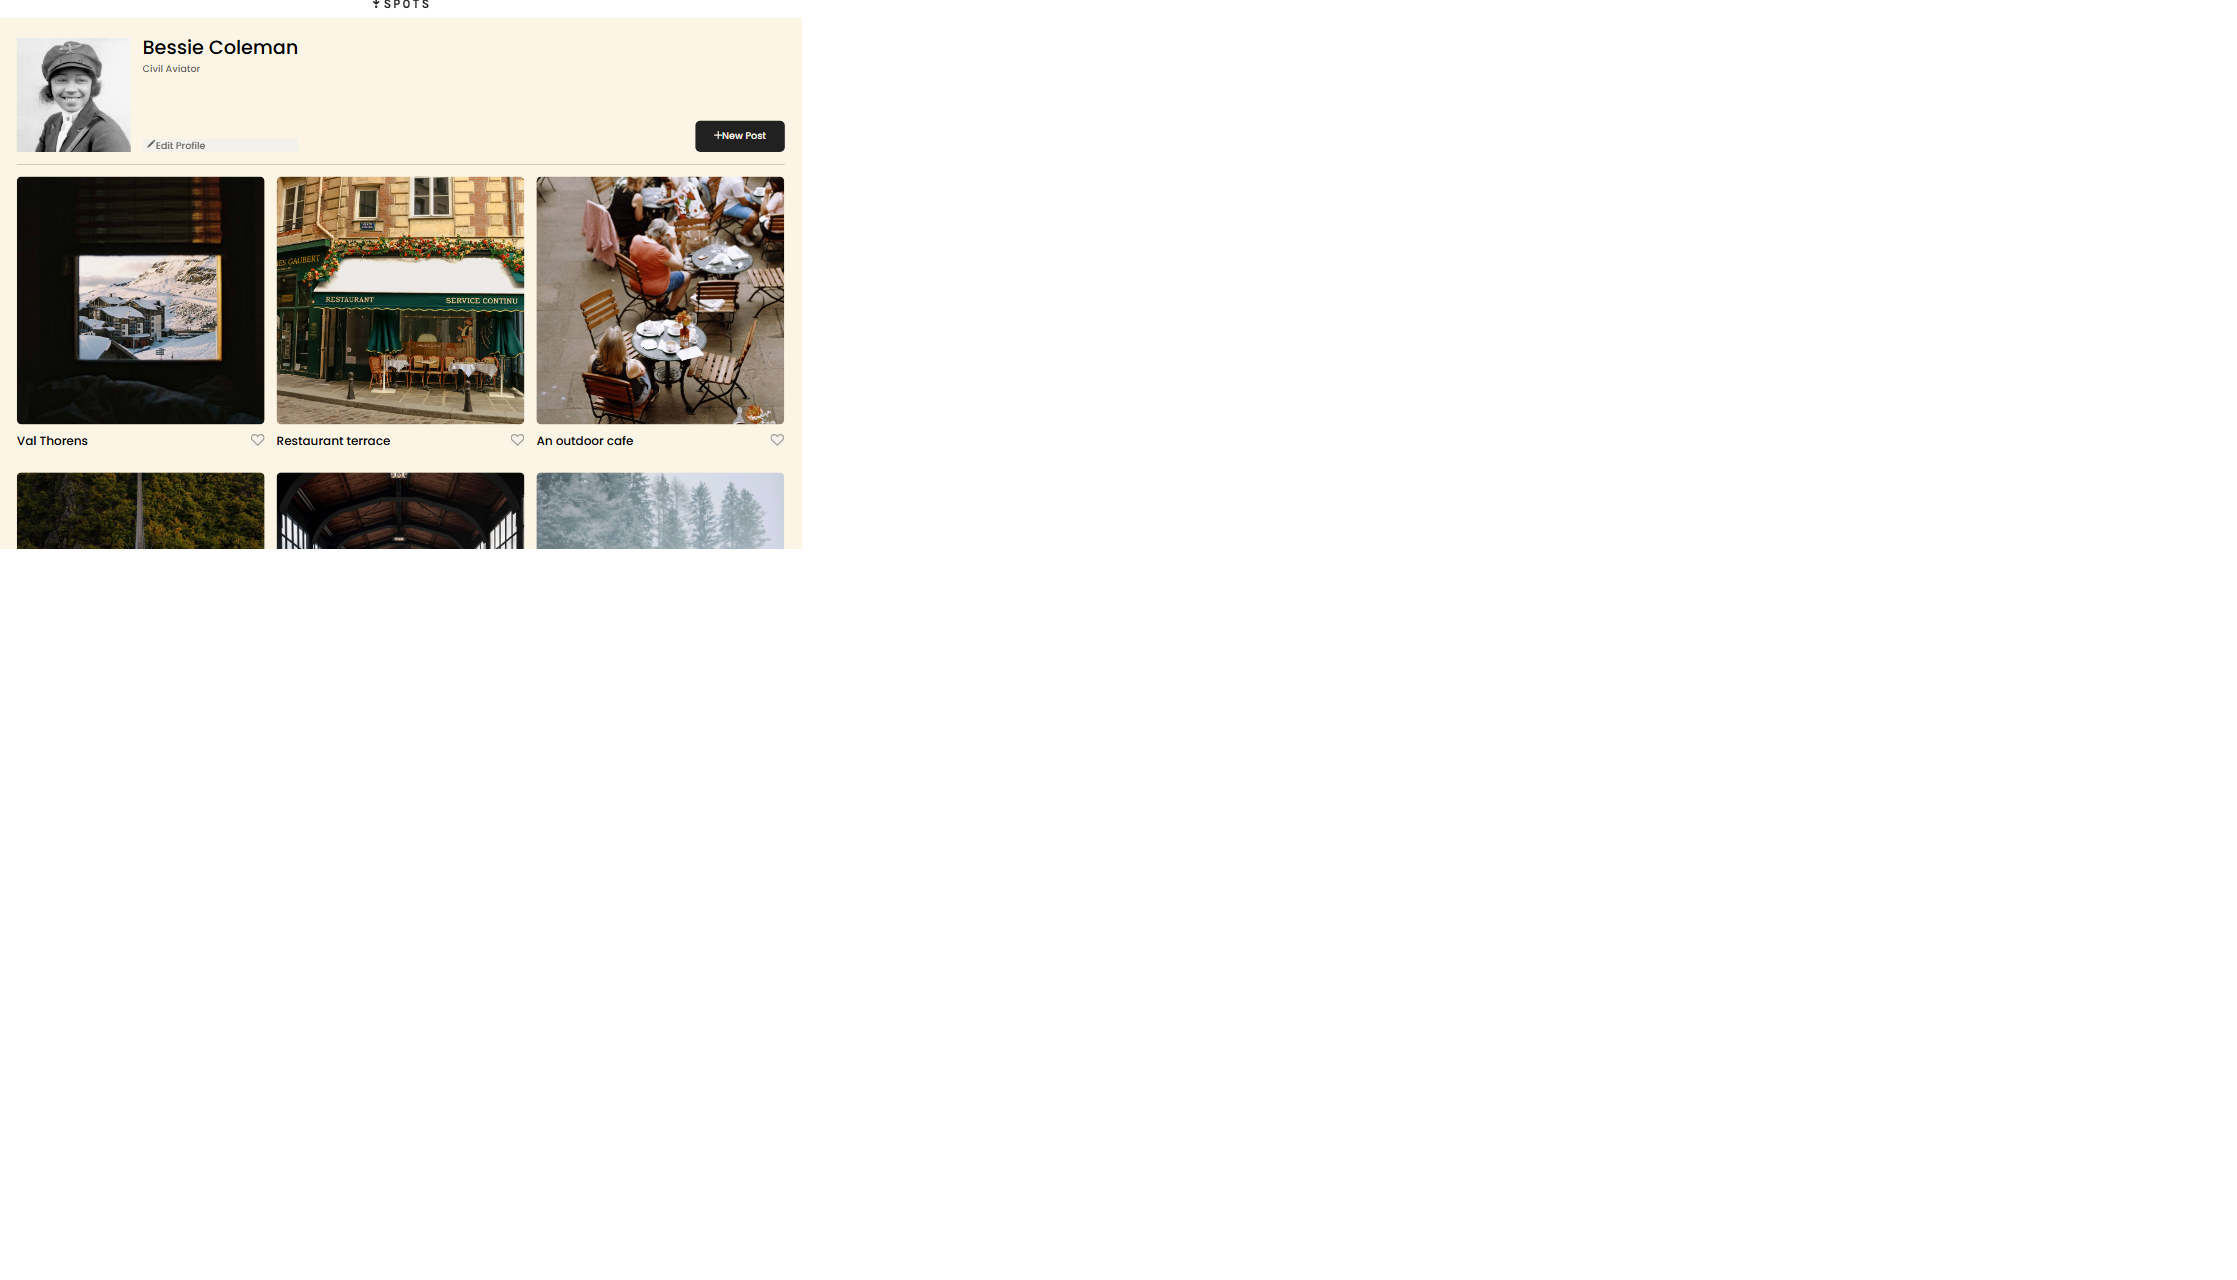 SPOTS
Bessie Coleman
Civil Aviator
Edit Profile
+New Post
ES GAUBERT
RESTAURANT
SERVICE CONTINU
Val Thorens
Restaurant terrace
An outdoor cafe